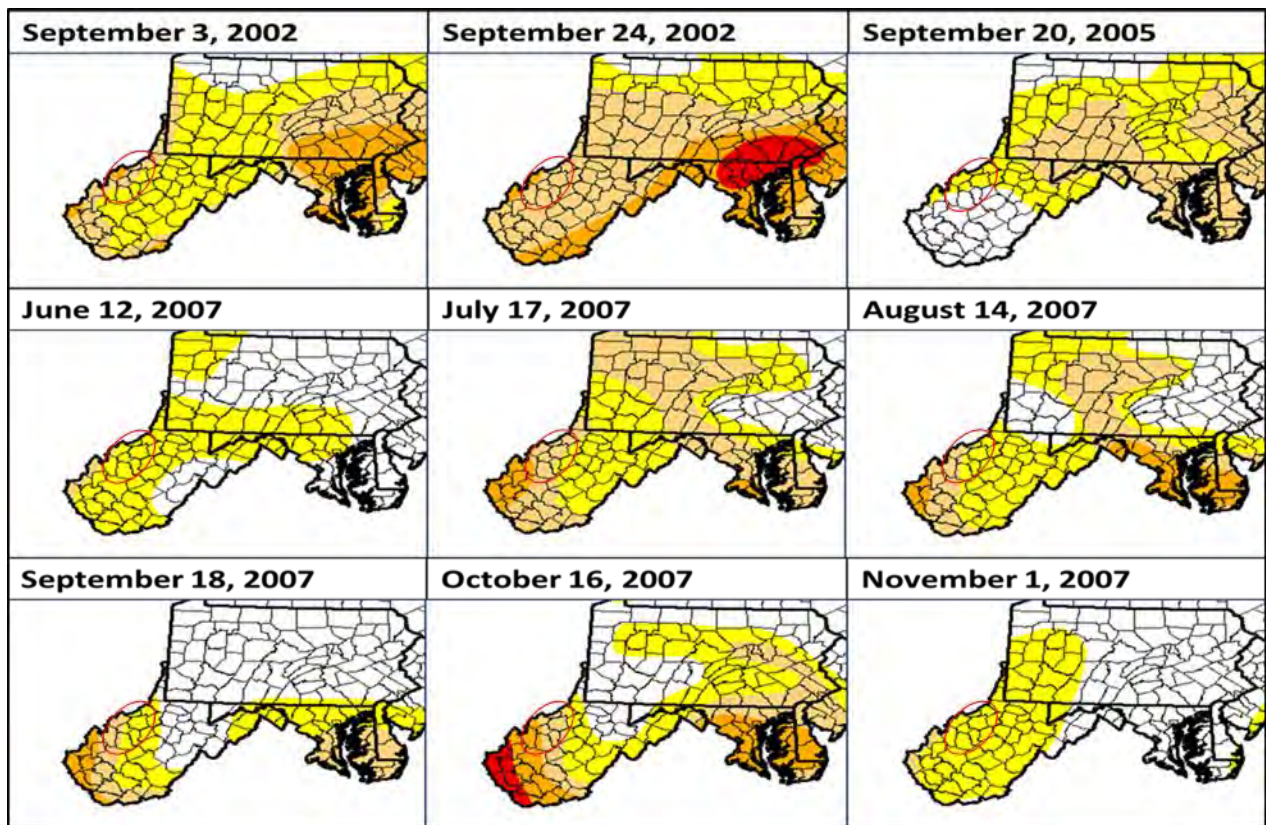 September 3, 2002
September 24, 2002
September 20, 2005
June 12, 2007
July 17, 2007
August 14, 2007
September 18, 2007
October 16, 2007
November 1, 2007